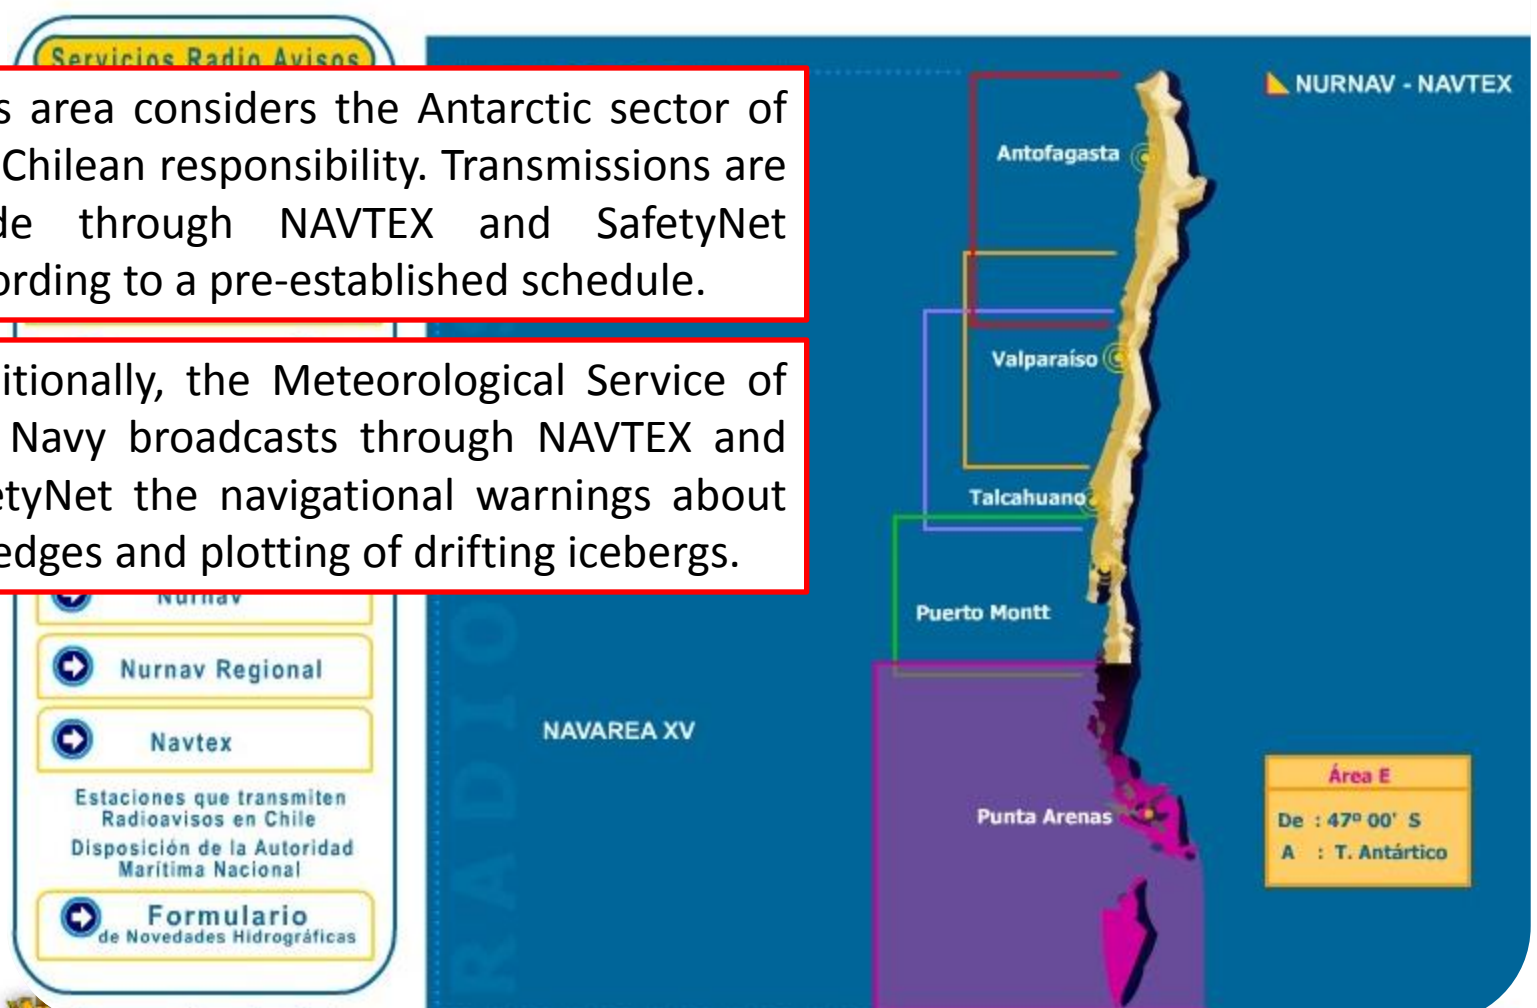 Servicios Radio Avisos
s area considers the Antarctic sector of
Chilean responsibility. Transmissions are
de through NAVTEX and SafetyNet
ording to a pre-established schedule.
itionally, the Meteorological Service of
Navy broadcasts through NAVTEX and
etyNet the navigational warnings about
edges and plotting of drifting icebergs.
Nurnav
Nurnav Regional
Navtex
Estaciones que transmiten
Radioavisos en Chile
Disposición de la Autoridad
Marítima Nacional
Formulario
de Novedades Hidrográficas
RADIO
NURNAV - NAVTEX
Antofagasta
Valparaíso
Talcahuano
Puerto Montt
NAVAREA XV
Punta Arenas
Área E
De : 47º 00' S
A : T. Antártico